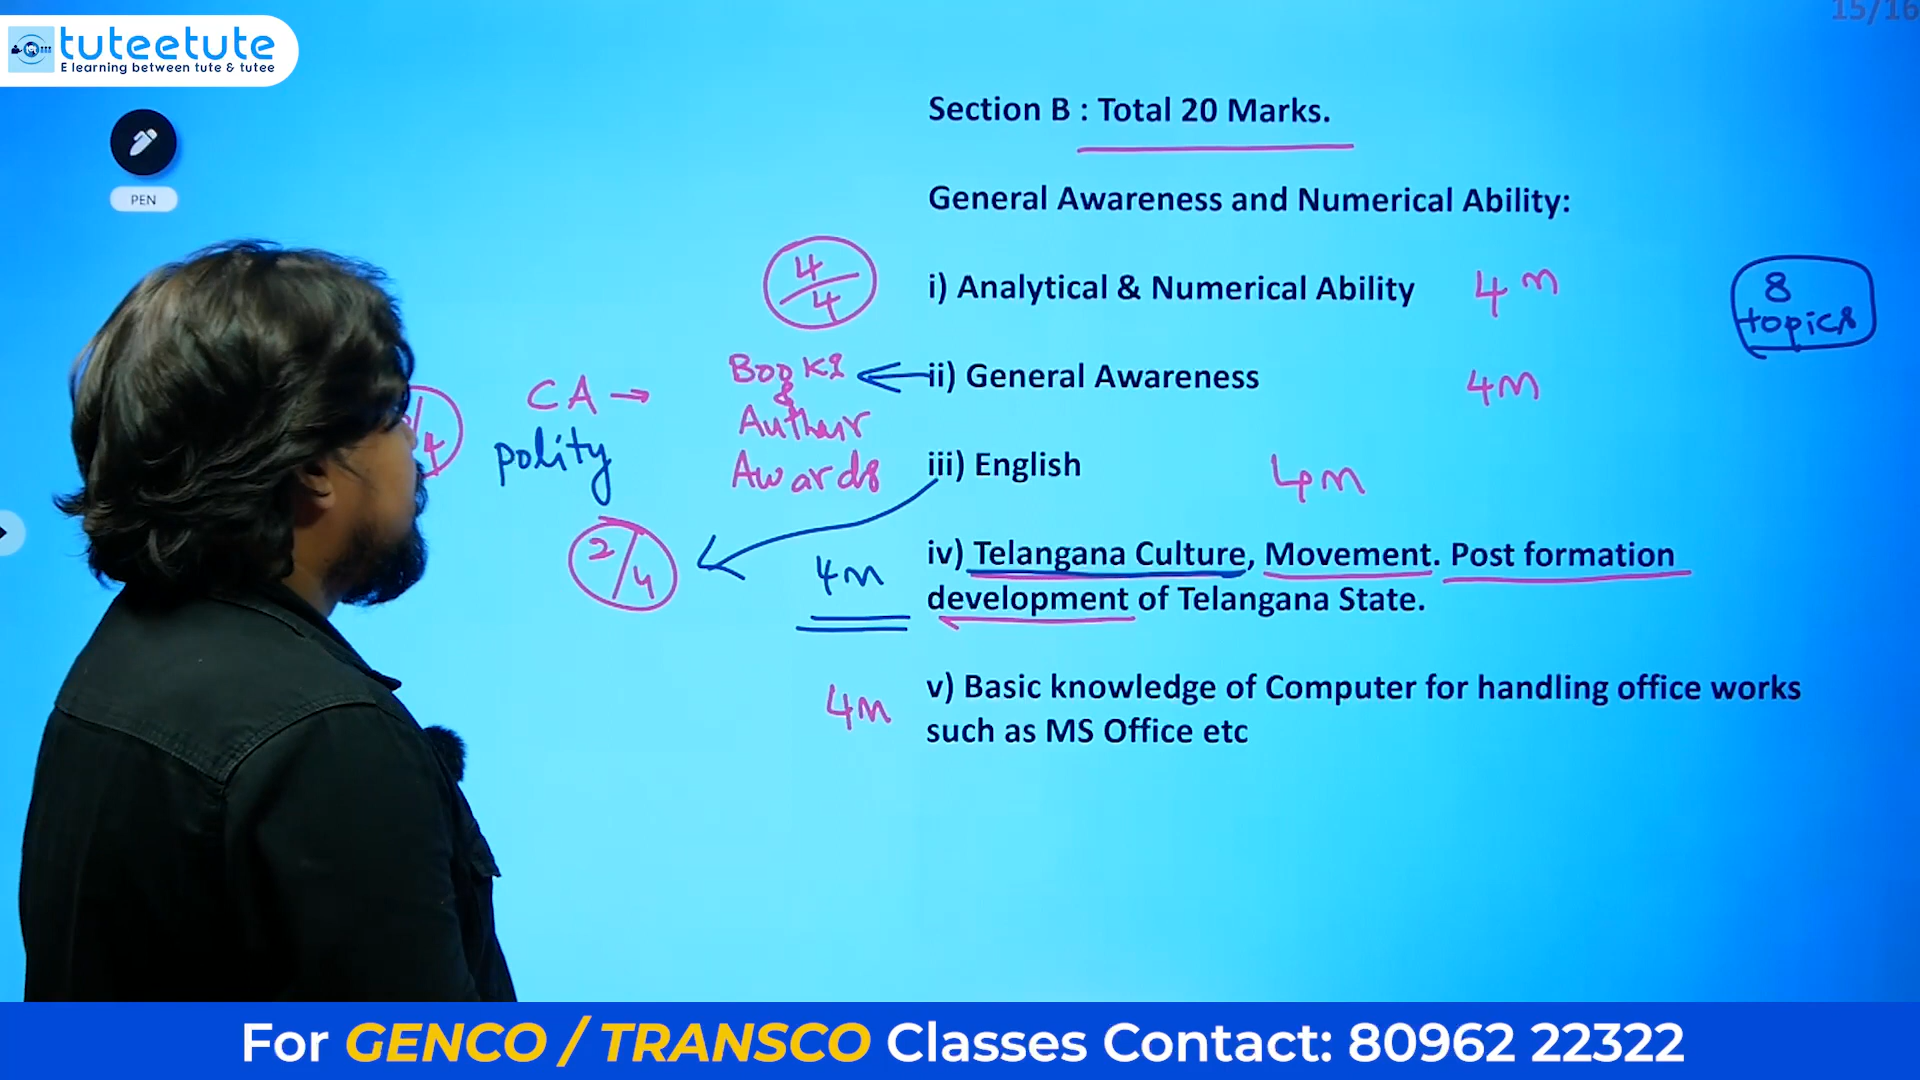 15/16
tuteetute
E learning between tute & tutee
PEN
Section B : Total 20 Marks.
General Awareness and Numerical Ability:
4/4
i) Analytical & Numerical Ability 4m
8 topics
CA → Books & Author Awards
polity
ii) General Awareness 4M
iii) English 4m
2/4
4m
iv) Telangana Culture, Movement. Post formation
development of Telangana State.
4M
v) Basic knowledge of Computer for handling office works
such as MS Office etc
For GENCO / TRANSCO Classes Contact: 80962 22322